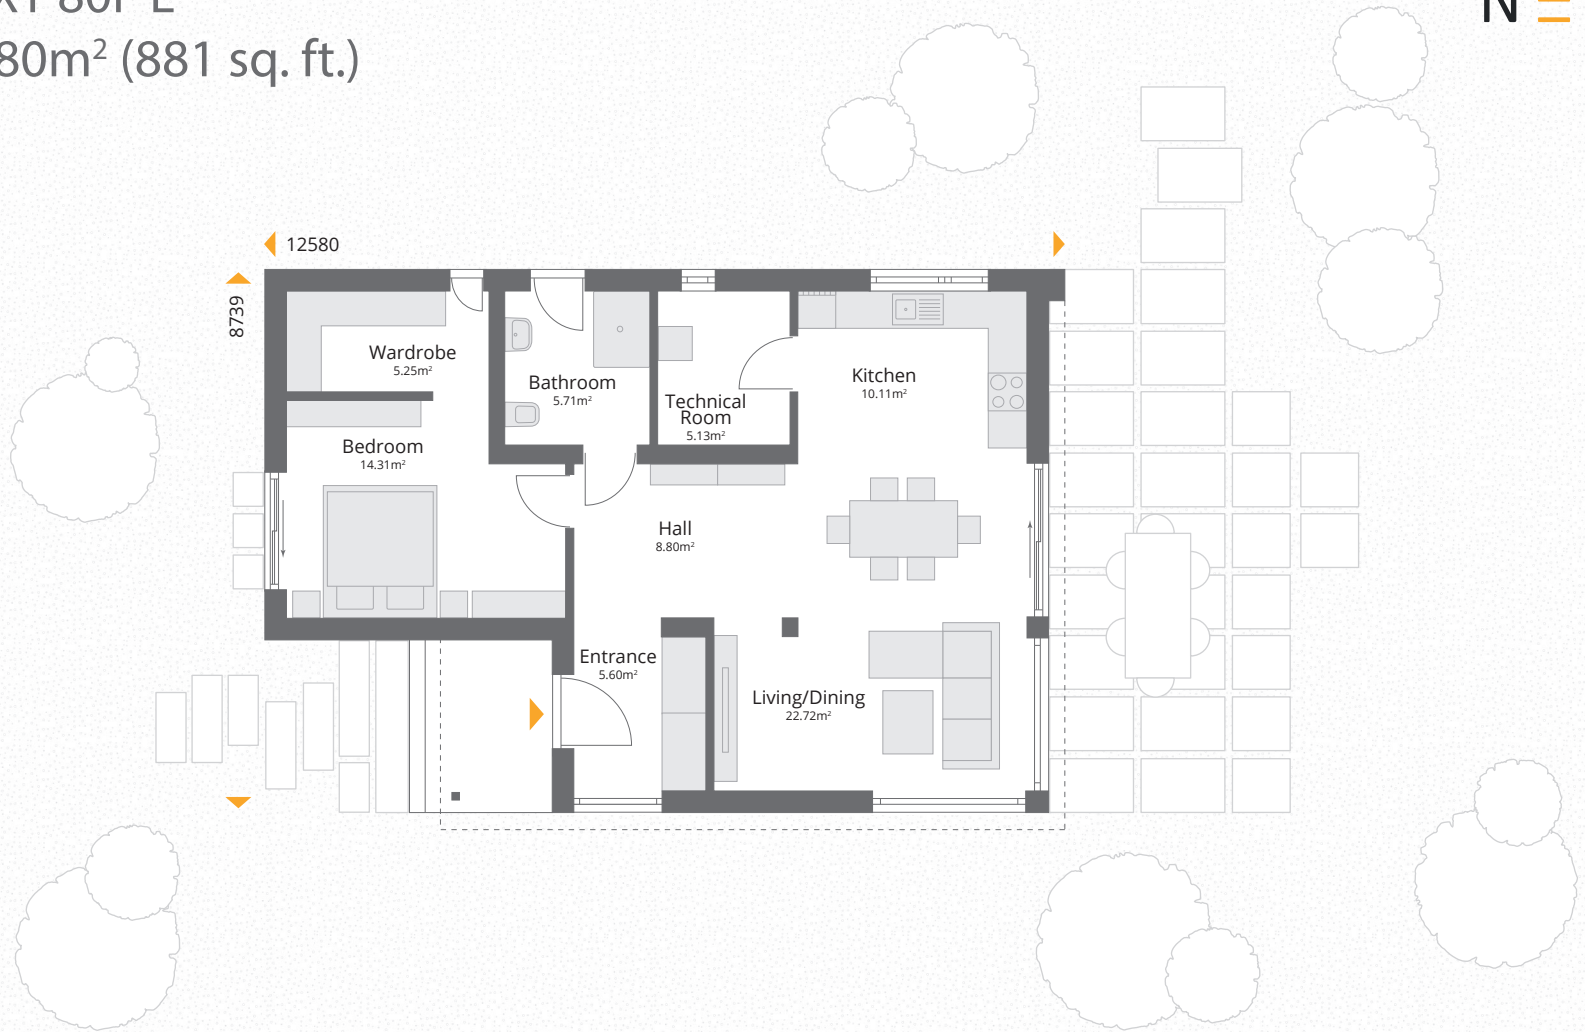 80m² (881 sq. ft.)
12580
8739
Wardrobe
5.25m²
Bathroom
5.71m²
Technical
Room
5.13m²
Kitchen
10.11m²
Bedroom
14.31m²
Hall
8.80m²
Entrance
5.60m²
Living/Dining
22.72m²